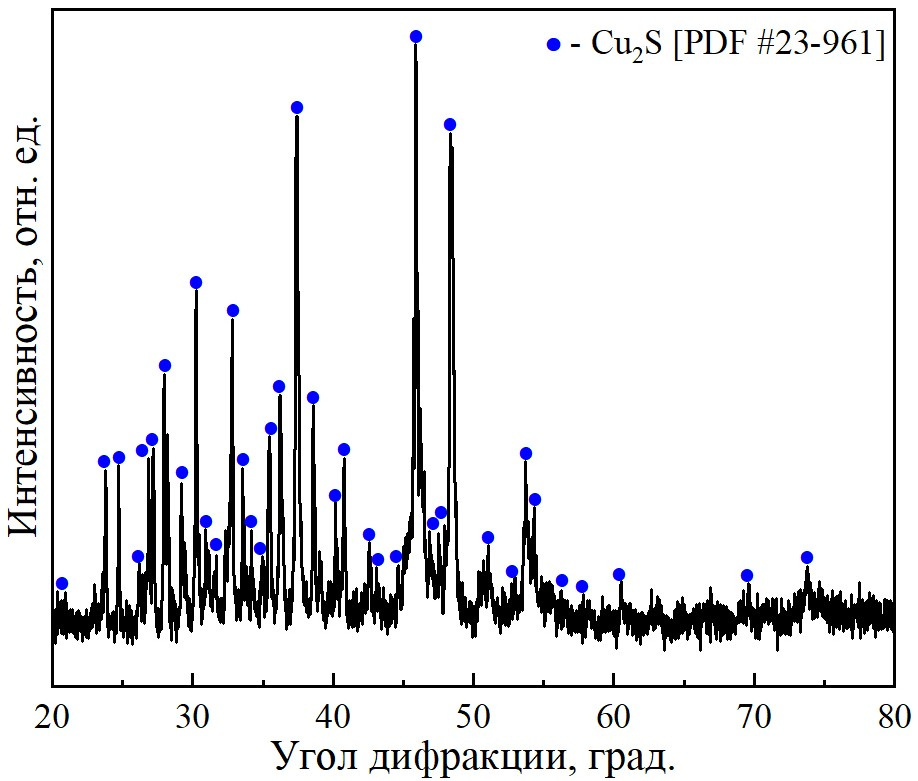 ● - Cu₂S [PDF #23-961]
Интенсивность, отн. ед.
20 30 40 50 60 70 80
Угол дифракции, град.